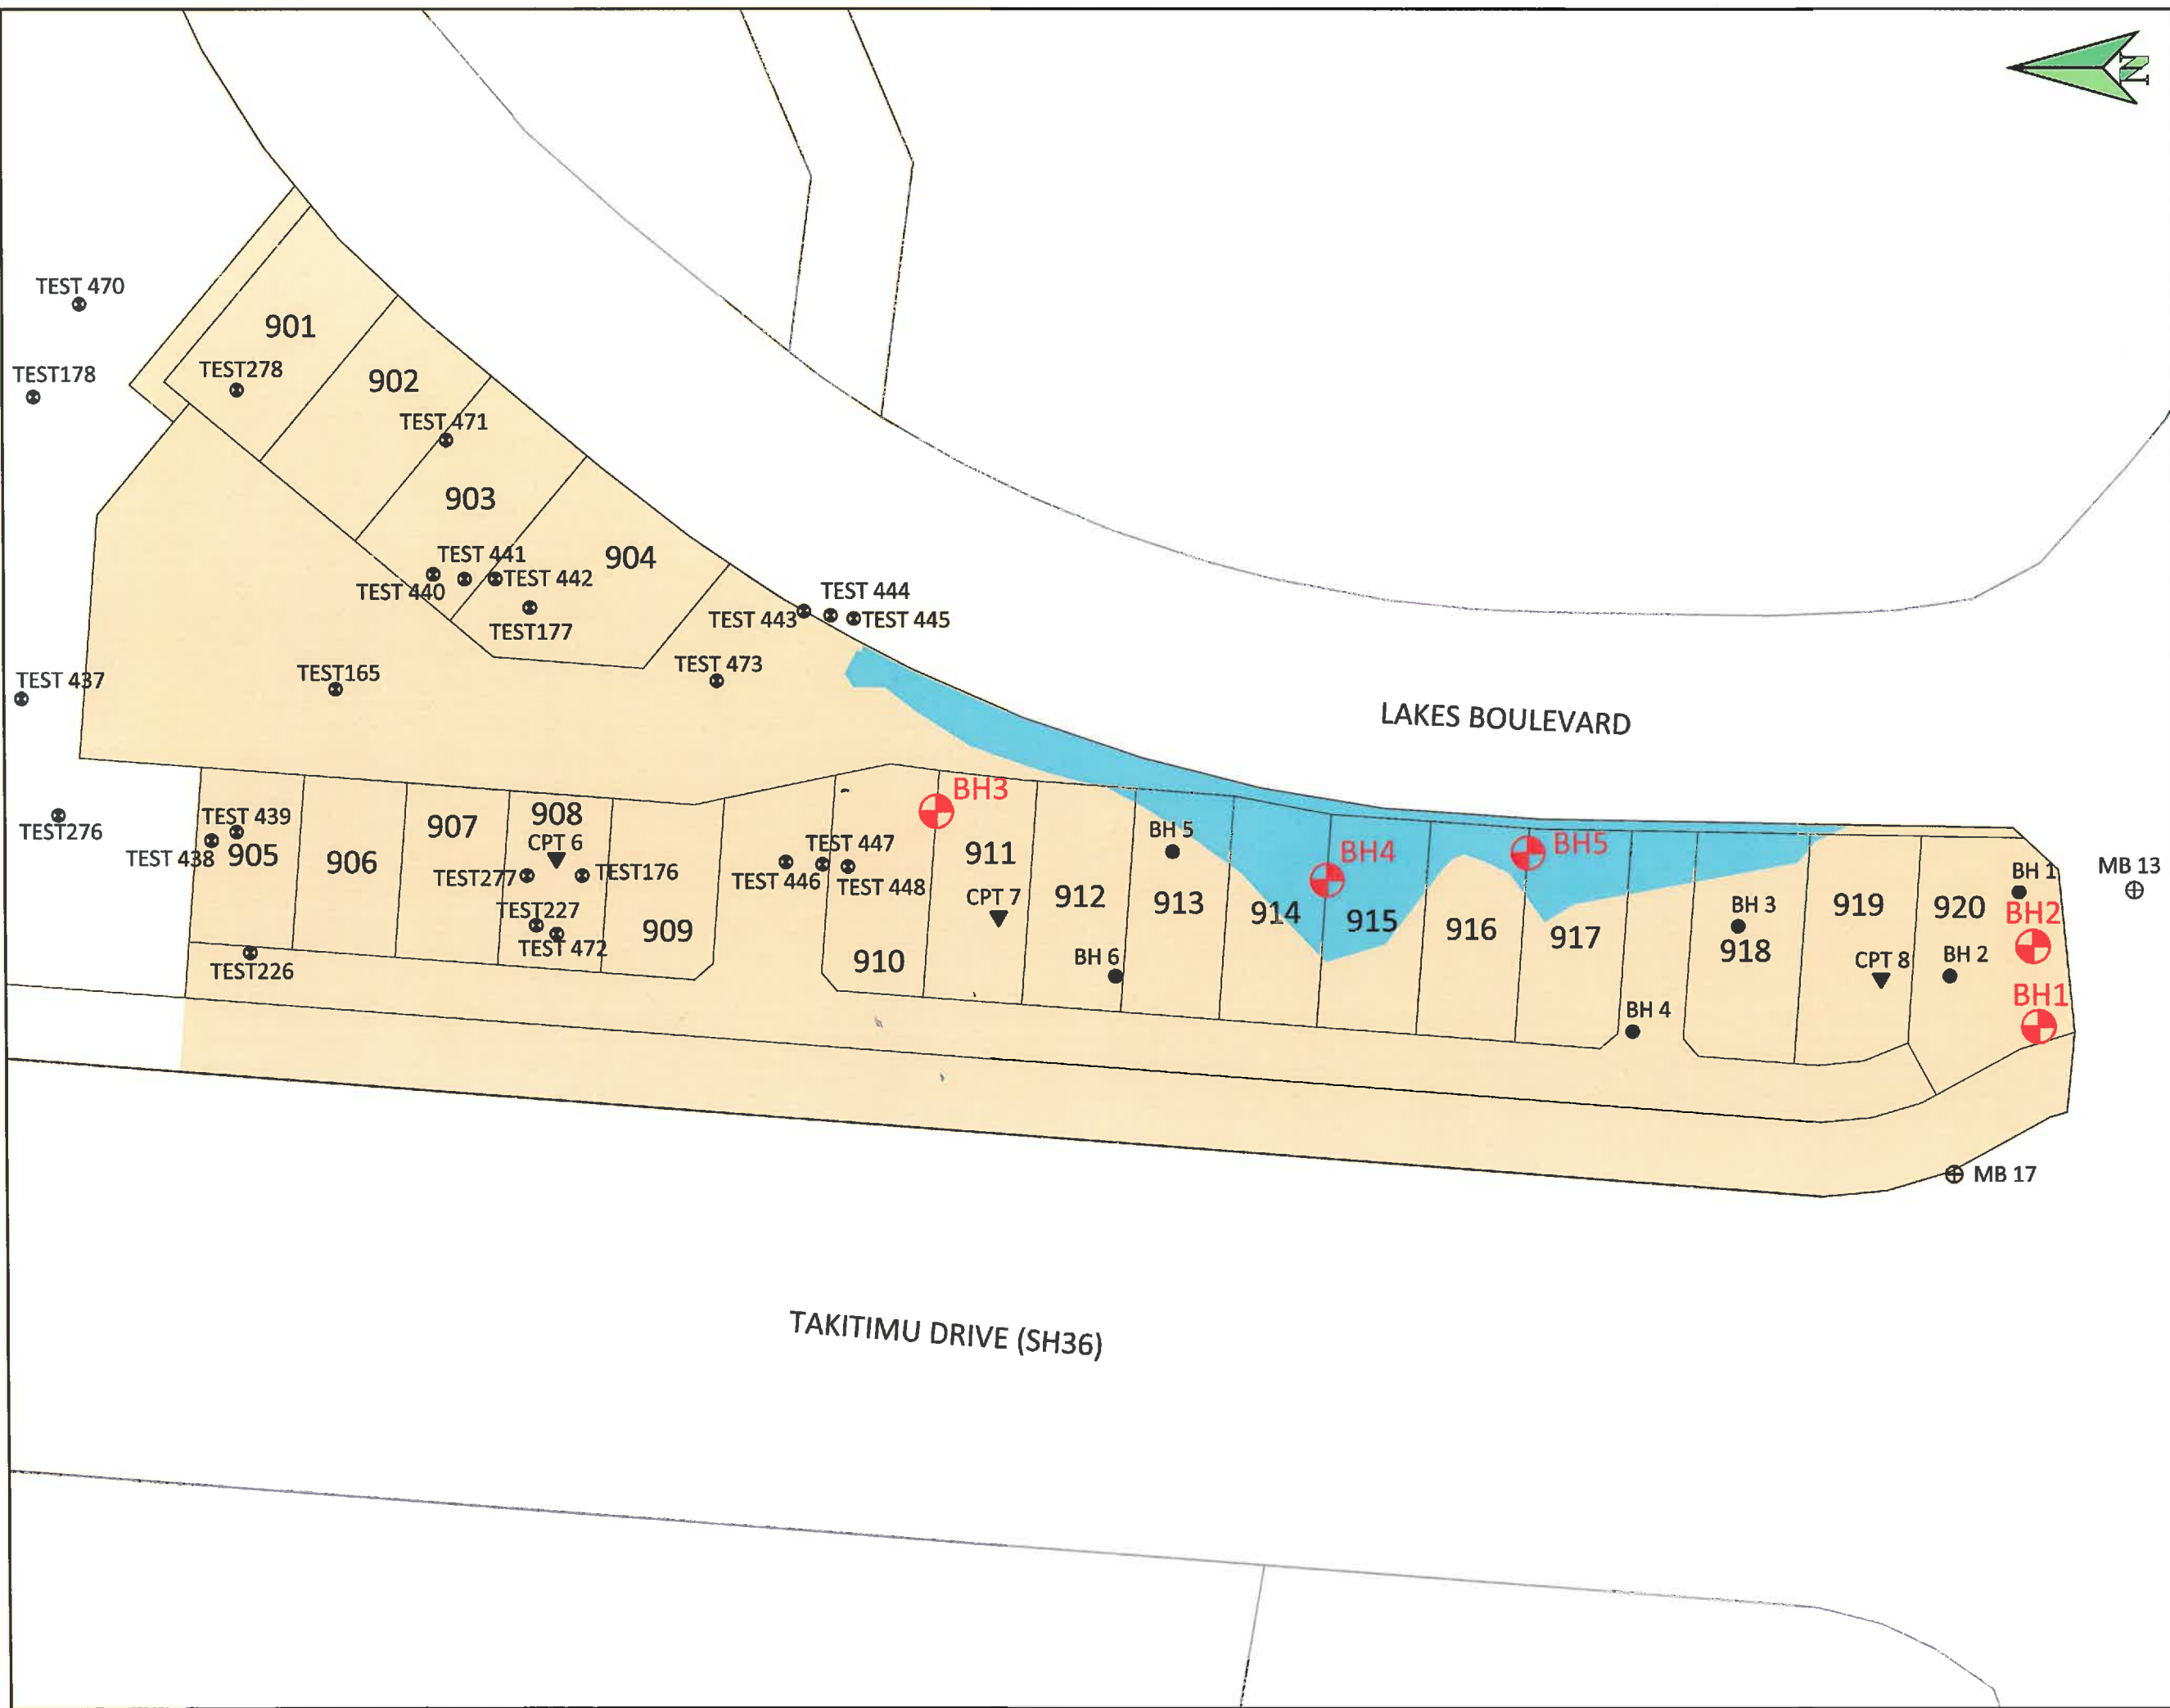 N
TEST 470
901
TEST278
TEST178
902
TEST 471
903
TEST 441
904
TEST 440
TEST 442
TEST177
TEST 444
TEST 443
TEST 445
TEST 473
TEST165
TEST 437
LAKES BOULEVARD
TEST276
TEST 439
TEST 438
905
906
907
908
CPT 6
TEST277
TEST176
TEST227
TEST 472
909
TEST226
TEST 447
TEST 446
TEST 448
910
BH3
911
CPT 7
912
BH 6
BH 5
913
914
BH4
915
916
BH5
917
BH 4
BH 3
918
919
CPT 8
920
BH 2
BH 1
BH2
BH1
MB 13
MB 17
TAKITIMU DRIVE (SH36)